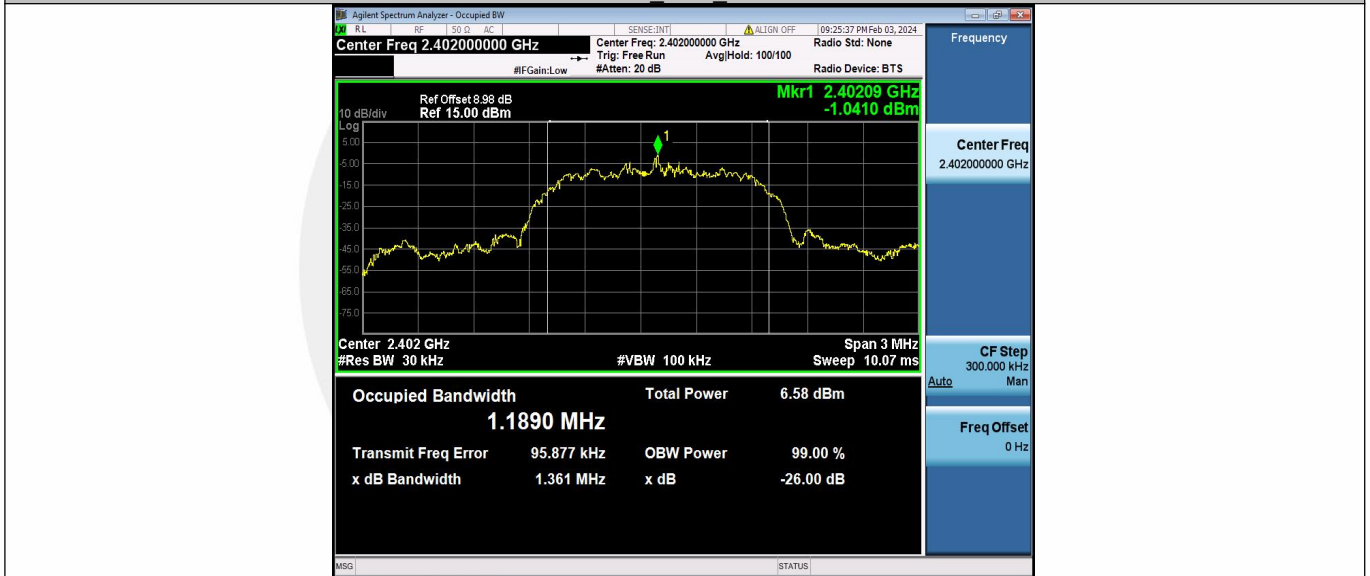 Agilent Spectrum Analyzer - Occupied BW
LXI RL RF 50 Ω AC SENSE:INT ALIGN OFF 09:25:37 PM Feb 03, 2024
Center Freq 2.402000000 GHz
Center Freq: 2.402000000 GHz Radio Std: None
Trig: Free Run Avg|Hold: 100/100
#IFGain:Low #Atten: 20 dB Radio Device: BTS
Mkr1 2.40209 GHz
-1.0410 dBm
Ref Offset 8.98 dB
10 dB/div Ref 15.00 dBm
Log
5.00
-5.00
-15.0
-25.0
-35.0
-45.0
-55.0
-65.0
-75.0
1
Center 2.402 GHz Span 3 MHz
#Res BW 30 kHz #VBW 100 kHz Sweep 10.07 ms
Occupied Bandwidth Total Power 6.58 dBm
1.1890 MHz
Transmit Freq Error 95.877 kHz OBW Power 99.00 %
x dB Bandwidth 1.361 MHz x dB -26.00 dB
MSG STATUS
Frequency
Center Freq
2.402000000 GHz
CF Step
300.000 kHz
Auto Man
Freq Offset
0 Hz